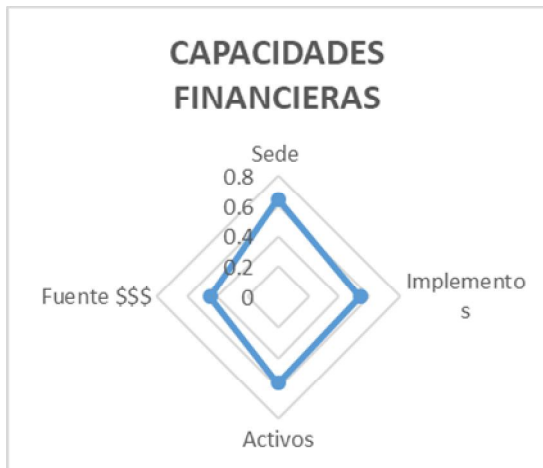 CAPACIDADES
FINANCIERAS
Sede
0.8
0.6
0.4
0.2
0
Fuente $$$
Implemento
s
Activos